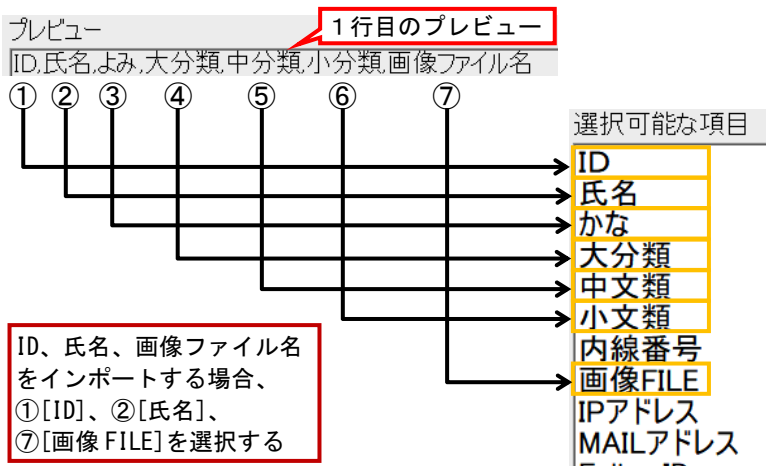 プレビュー
1行目のプレビュー
ID,氏名,よみ,大分類,中分類,小分類,画像ファイル名
① ② ③ ④ ⑤ ⑥ ⑦
選択可能な項目
ID
氏名
かな
大分類
中文類
小文類
内線番号
画像FILE
IPアドレス
MAILアドレス
ID、氏名、画像ファイル名
をインポートする場合、
①[ID]、②[氏名]、
⑦[画像FILE]を選択する